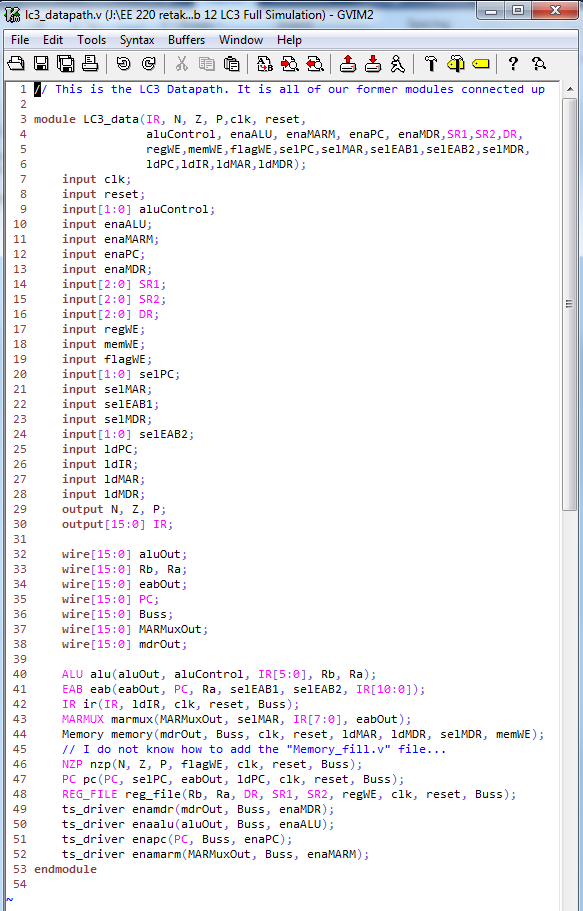 lc3_datapath.v (J:\EE 220 retak...b 12 LC3 Full Simulation) - GVIM2
File Edit Tools Syntax Buffers Window Help
1 // This is the LC3 Datapath. It is all of our former modules connected up
2
3 module LC3_data(IR, N, Z, P,clk, reset,
4 aluControl, enaALU, enaMARM, enaPC, enaMDR,SR1,SR2,DR,
5 regWE,memWE,flagWE,selPC,selMAR,selEAB1,selEAB2,selMDR,
6 ldPC,ldIR,ldMAR,ldMDR);
7 input clk;
8 input reset;
9 input[1:0] aluControl;
10 input enaALU;
11 input enaMARM;
12 input enaPC;
13 input enaMDR;
14 input[2:0] SR1;
15 input[2:0] SR2;
16 input[2:0] DR;
17 input regWE;
18 input memWE;
19 input flagWE;
20 input[1:0] selPC;
21 input selMAR;
22 input selEAB1;
23 input selMDR;
24 input[1:0] selEAB2;
25 input ldPC;
26 input ldIR;
27 input ldMAR;
28 input ldMDR;
29 output N, Z, P;
30 output[15:0] IR;
31
32 wire[15:0] aluOut;
33 wire[15:0] Rb, Ra;
34 wire[15:0] eabOut;
35 wire[15:0] PC;
36 wire[15:0] Buss;
37 wire[15:0] MARMuxOut;
38 wire[15:0] mdrOut;
39
40 ALU alu(aluOut, aluControl, IR[5:0], Rb, Ra);
41 EAB eab(eabOut, PC, Ra, selEAB1, selEAB2, IR[10:0]);
42 IR ir(IR, ldIR, clk, reset, Buss);
43 MARMUX marmux(MARMuxOut, selMAR, IR[7:0], eabOut);
44 Memory memory(mdrOut, Buss, clk, reset, ldMAR, ldMDR, selMDR, memWE);
45 // I do not know how to add the "Memory_fill.v" file...
46 NZP nzp(N, Z, P, flagWE, clk, reset, Buss);
47 PC pc(PC, selPC, eabOut, ldPC, clk, reset, Buss);
48 REG_FILE reg_file(Rb, Ra, DR, SR1, SR2, regWE, clk, reset, Buss);
49 ts_driver enamdr(mdrOut, Buss, enaMDR);
50 ts_driver enaalu(aluOut, Buss, enaALU);
51 ts_driver enapc(PC, Buss, enaPC);
52 ts_driver enamarm(MARMuxOut, Buss, enaMARM);
53 endmodule
54
~